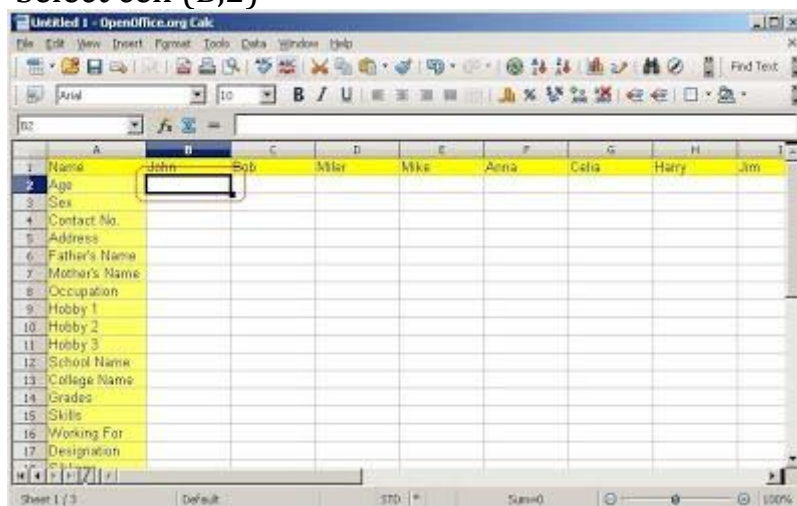 Select cell (B,2)
Untitled 1 - OpenOffice.org Calc
File Edit View Insert Format Tools Data Window Help
Find Text
Arial 10 B I U
B2 fx Σ =
A B C D E F G H I
1 Name John Bob Milar Mike Anna Celia Harry Jim
2 Age
3 Sex
4 Contact No.
5 Address
6 Father's Name
7 Mother's Name
8 Occupation
9 Hobby 1
10 Hobby 2
11 Hobby 3
12 School Name
13 College Name
14 Grades
15 Skills
16 Working For
17 Designation
Sheet 1 / 3 Default STD * Sum=0 100%